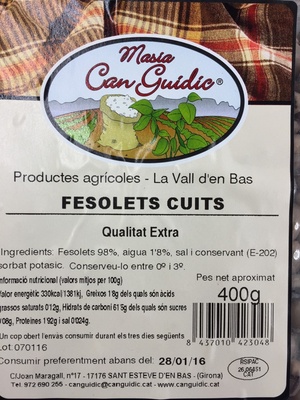 Masia
Can Guidic®
Productes agrícoles - La Vall d'en Bas
FESOLETS CUITS
Qualitat Extra
Ingredients: Fesolets 98%, aigua 1'8%, sal i conservant (E-202)
sorbat potasic. Conserveu-lo entre 0º i 3º.
Informació nutricional (valors mitjos per 100g)
Valor energètic 330kcal/1381kj, Greixos 1'8g dels quals són àcids
grassos saturats 0'12g, Hidrats de carboni 61'5g dels quals són sucres
0'08g, Proteïnes 19'2g i sal 0'024g.
Un cop obert l'envàs consumir durant els tres dies següents
Lot: 070116
Pes net aproximat
400g
8 437010 423048
RSIPAC
26.06451
CAT
Consumir preferentment abans del: 28/01/16
C/Joan Maragall, n°17 - 17176 SANT ESTEVE D'EN BAS - (Girona)
Tel. 972 690 255 - canguidic@canguidic.cat - www.canguidic.cat